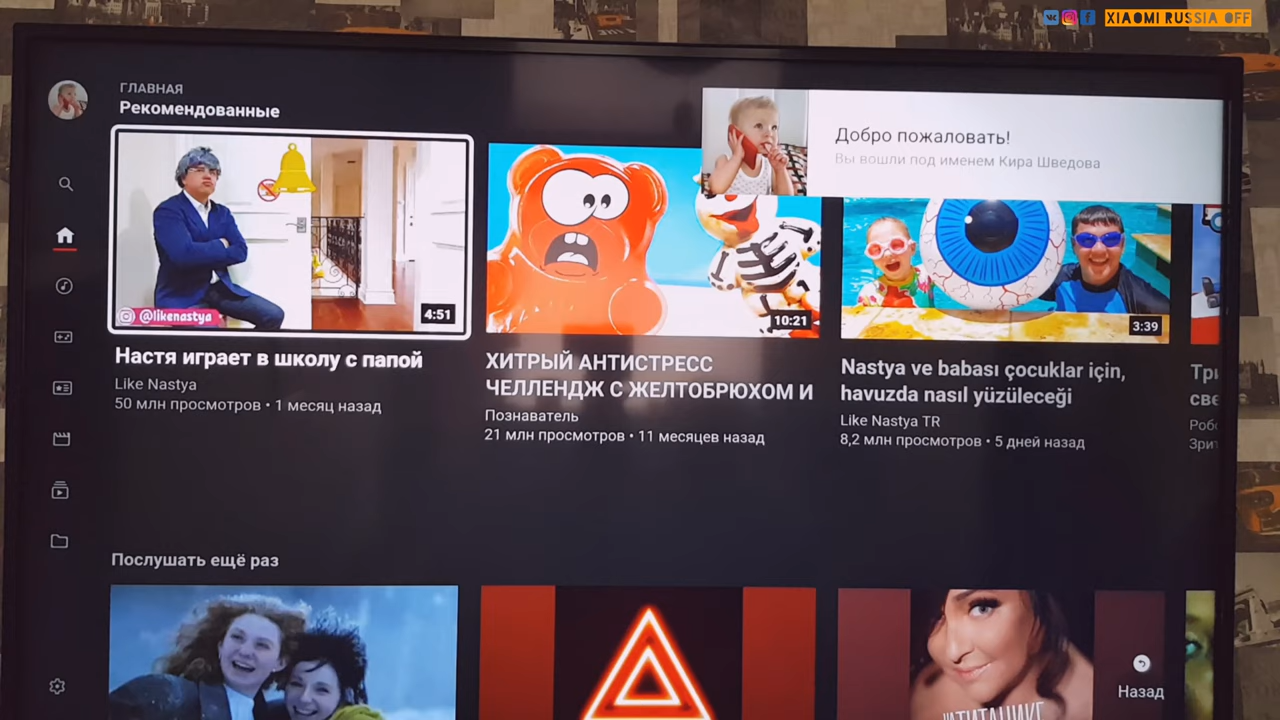 XIAOMI RUSSIA OFF
ГЛАВНАЯ
Рекомендованные
Добро пожаловать!
Вы вошли под именем Кира Шведова
@likenastya
4:51
10:21
3:39
Настя играет в школу с папой
Like Nastya
50 млн просмотров • 1 месяц назад
ХИТРЫЙ АНТИСТРЕСС
ЧЕЛЛЕНДЖ С ЖЕЛТОБРЮХОМ И
Познаватель
21 млн просмотров • 11 месяцев назад
Nastya ve babası çocuklar için,
havuzda nasıl yüzüleceği
Like Nastya TR
8,2 млн просмотров • 5 дней назад
Послушать ещё раз
Назад